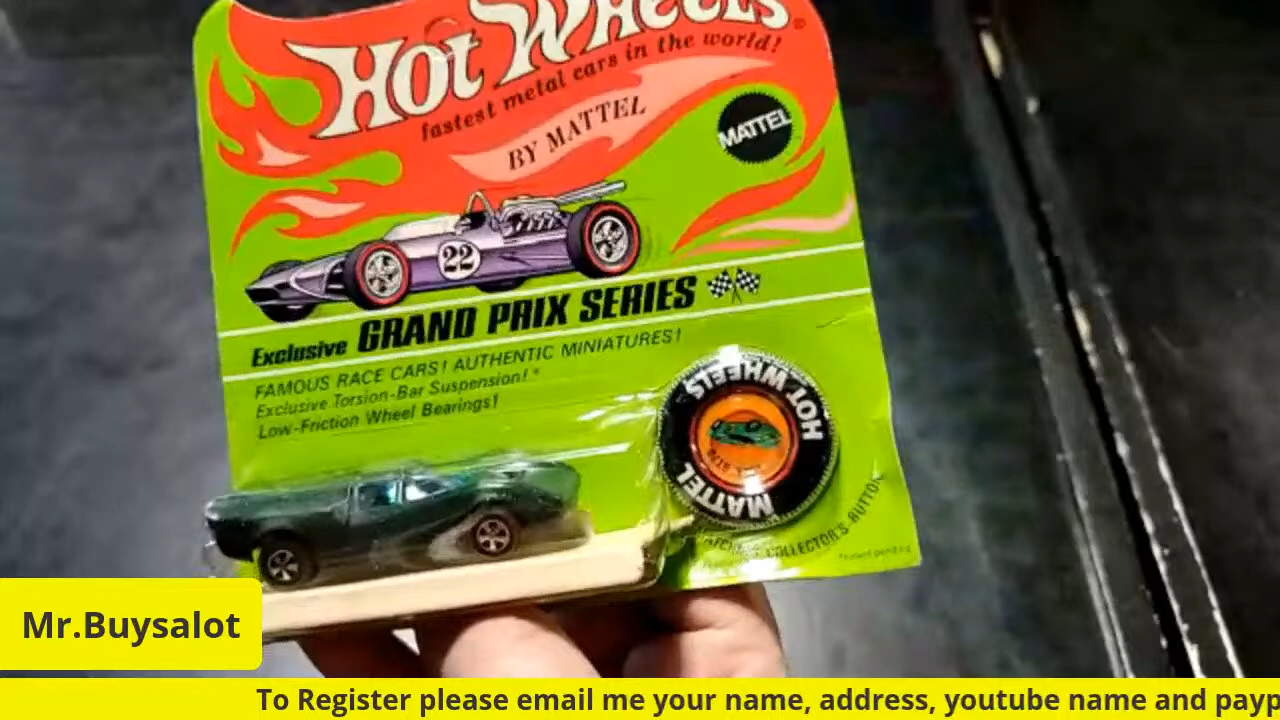 HOT WHEELS®
fastest metal cars in the world!
BY MATTEL
MATTEL
22
Exclusive GRAND PRIX SERIES
FAMOUS RACE CARS! AUTHENTIC MINIATURES!
Exclusive Torsion-Bar Suspension!*
Low-Friction Wheel Bearings!
HOT WHEELS
MATTEL
COLLECTOR'S BUTTON
Patent pending
Mr.Buysalot
To Register please email me your name, address, youtube name and payp